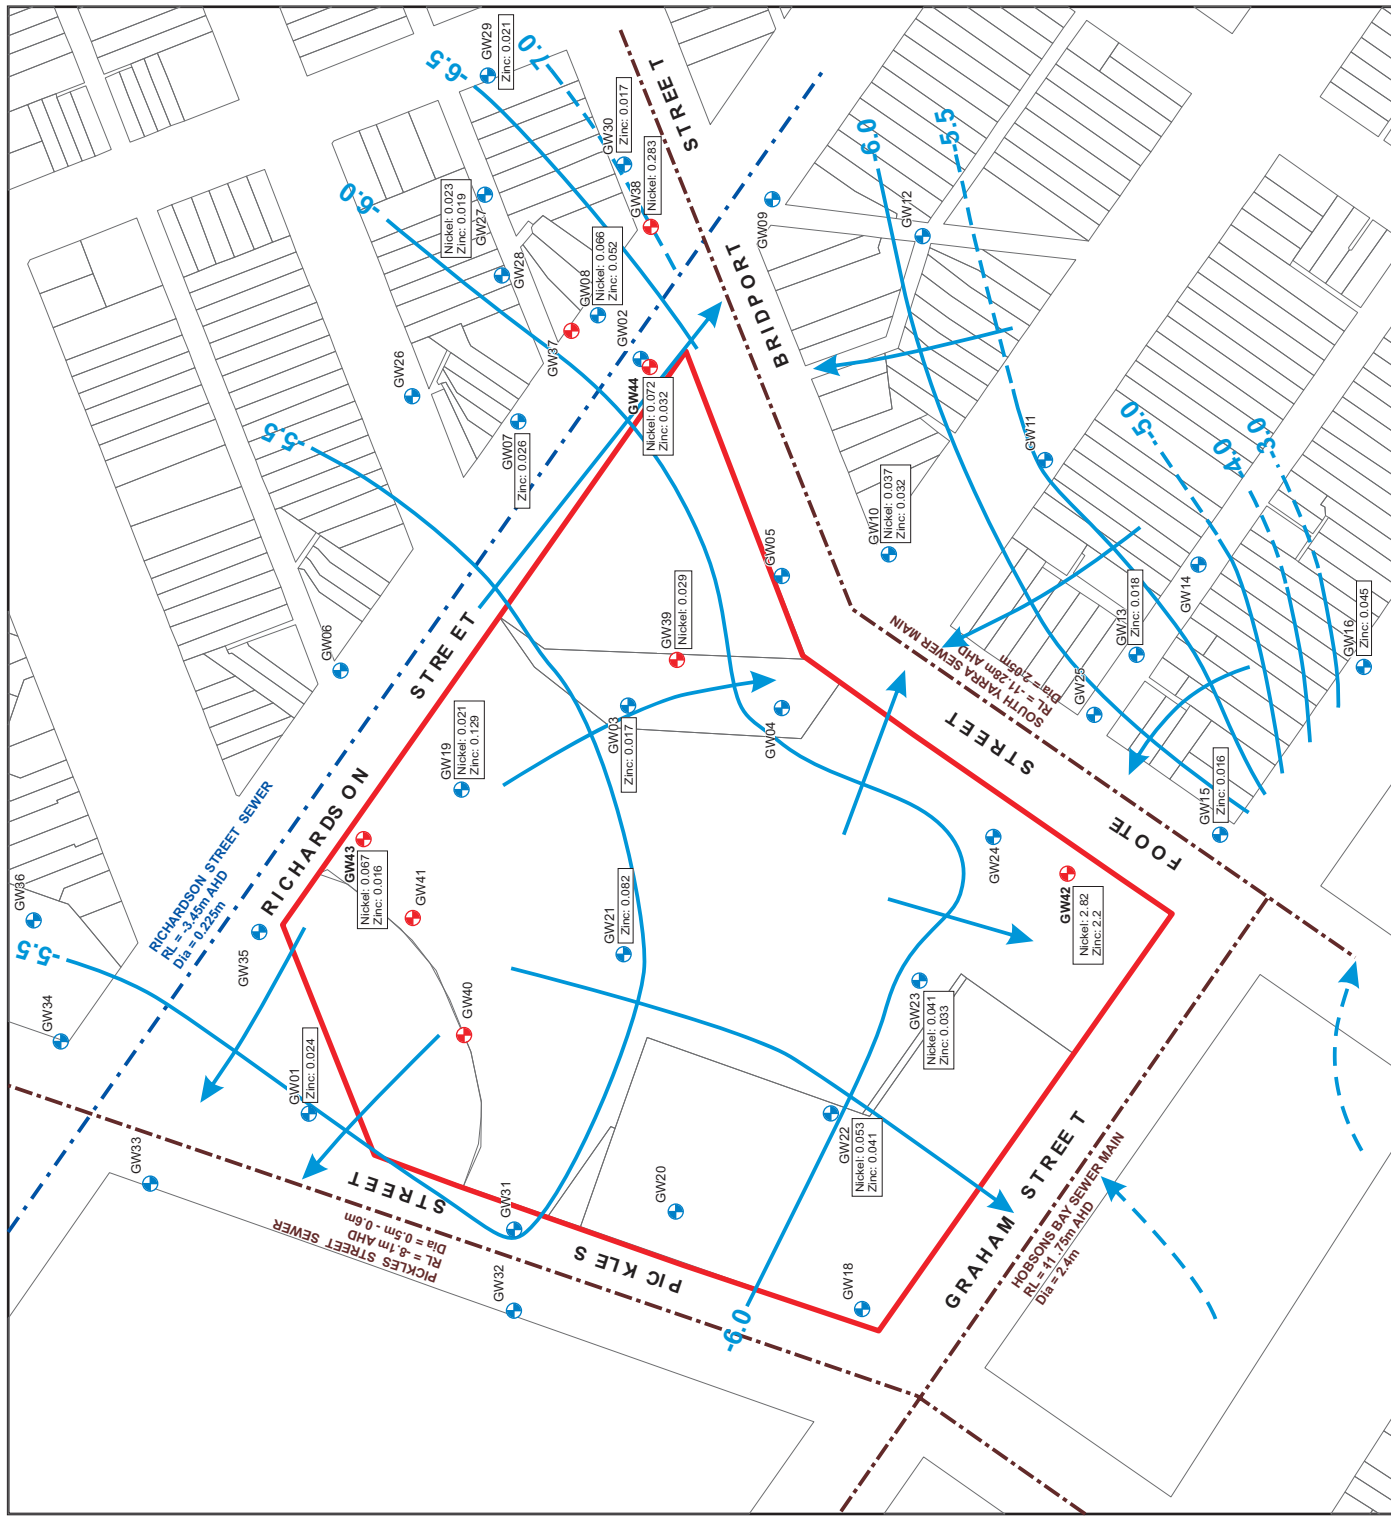 GW29
Zinc: 0.021
-6.5
7.0
GW30
Zinc: 0.017
STREET
GW38
Nickel: 0.283
-6.0
Nickel: 0.023
Zinc: 0.019
GW27
GW28
GW08
Nickel: 0.066
Zinc: 0.052
GW37
GW02
GW44
Nickel: 0.072
Zinc: 0.032
GW26
GW07
Zinc: 0.026
-5.5
GW09
BRIDPORT
-6.0
-5.5
GW12
GW11
-5.0
-4.0
-3.0
GW10
Nickel: 0.037
Zinc: 0.032
GW05
GW06
STREET
GW39
Nickel: 0.029
GW13
Zinc: 0.018
GW14
GW16
Zinc: 0.045
SOUTH YARRA SEWER MAIN
RL = -11.28m AHD
Dia = 2.05m
GW25
GW15
Zinc: 0.016
STREET
FOOTE
GW19
Nickel: 0.021
Zinc: 0.129
GW03
Zinc: 0.017
GW04
RICHARDSON
RICHARDSON STREET SEWER
RL = -3.45m AHD
Dia = 0.225m
GW36
-5.5
GW34
GW35
GW43
Nickel: 0.067
Zinc: 0.016
GW41
GW21
Zinc: 0.082
GW24
GW42
Nickel: 2.82
Zinc: 2.2
GW40
GW23
Nickel: 0.041
Zinc: 0.033
GW01
Zinc: 0.024
GW33
GW22
Nickel: 0.053
Zinc: 0.041
GW20
GW31
STREET
PICKLES
PICKLES STREET SEWER
RL = -8.1m AHD
Dia = 0.5m - 0.6m
GW32
-6.0
GW18
GRAHAM STREET
HOBSONS BAY SEWER MAIN
RL = 11.75m AHD
Dia = 2.4m